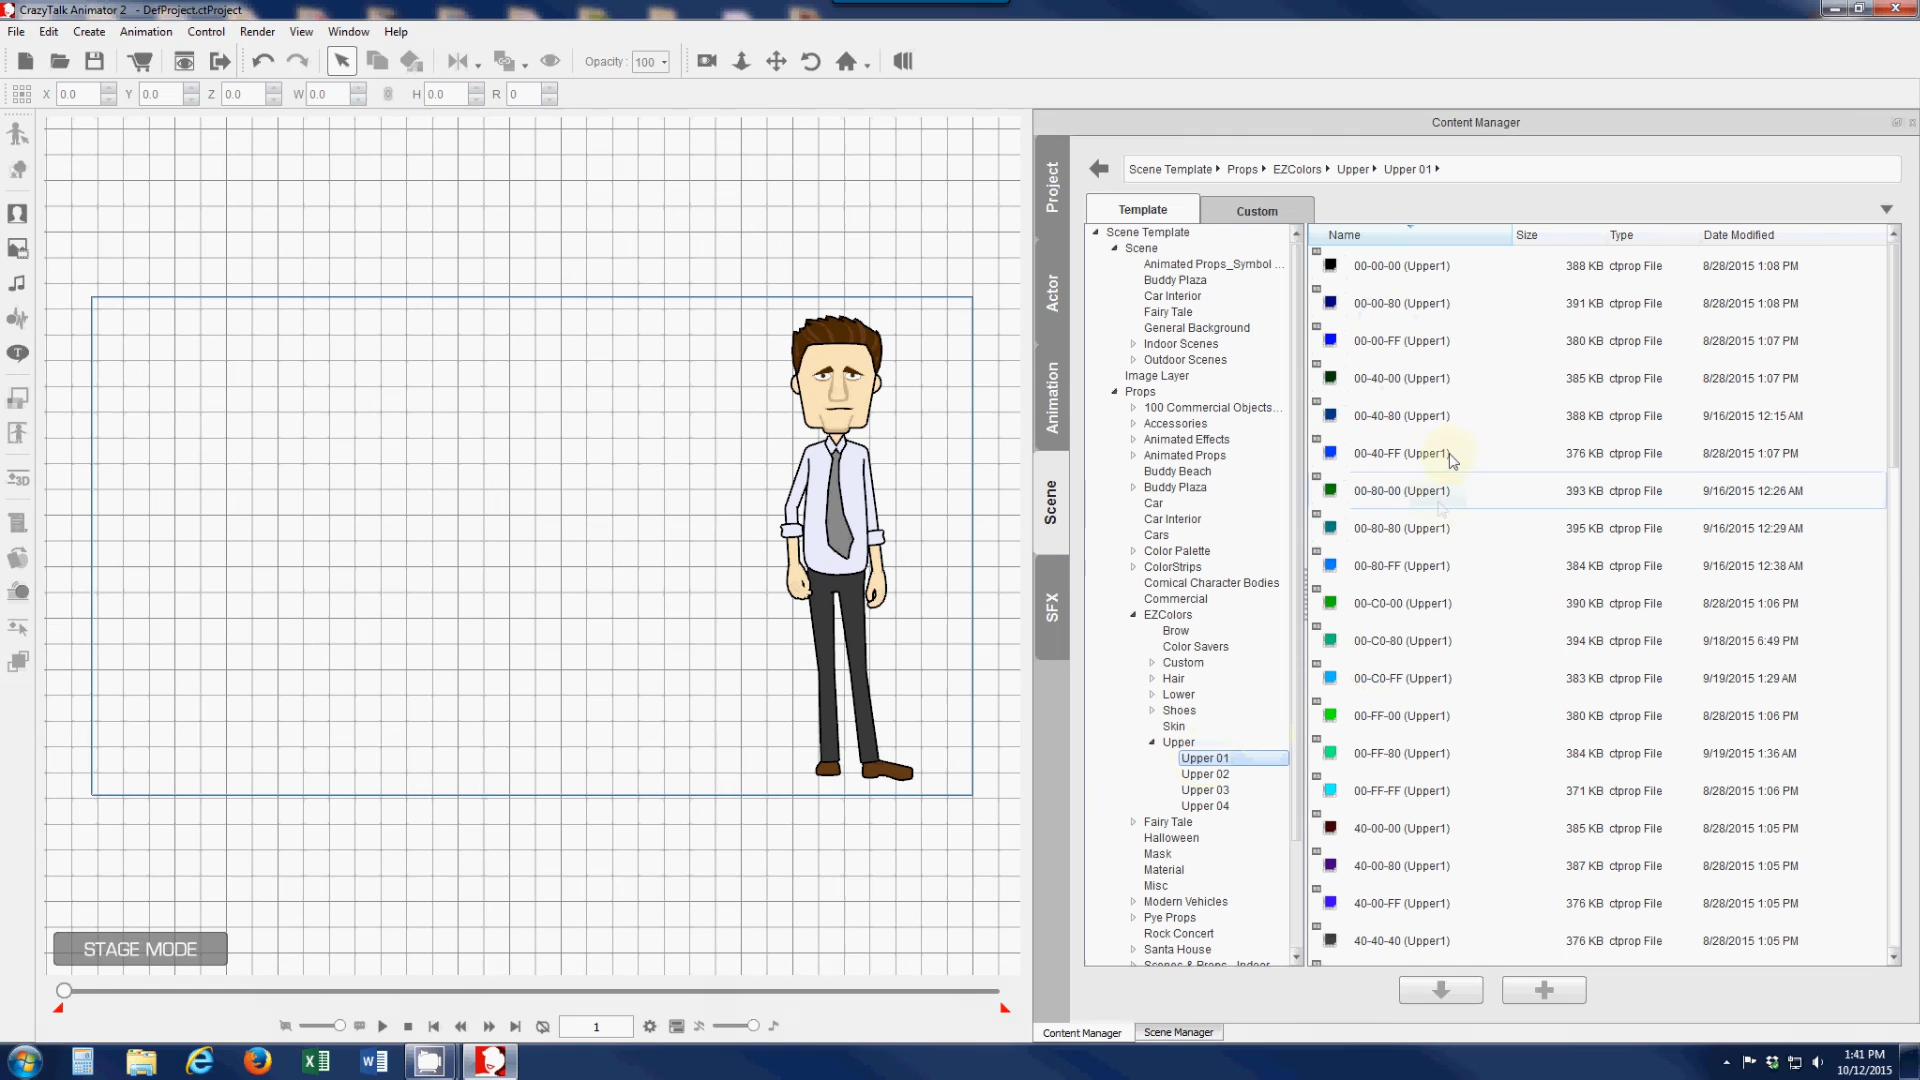 CrazyTalk Animator 2  - DefProject.ctProject
File Edit Create Animation Control Render View Window Help
Opacity: 100
X 0.0 Y 0.0 Z 0.0 W 0.0 H 0.0 R 0
Content Manager
Scene Template Props EZColors Upper Upper 01
Template Custom
Project
Actor
Animation
Scene
SFX
Scene Template
Scene
Animated Props_Symbol ...
Buddy Plaza
Car Interior
Fairy Tale
General Background
Indoor Scenes
Outdoor Scenes
Image Layer
Props
100 Commercial Objects...
Accessories
Animated Effects
Animated Props
Buddy Beach
Buddy Plaza
Car
Car Interior
Cars
Color Palette
ColorStrips
Comical Character Bodies
Commercial
EZColors
Brow
Color Savers
Custom
Hair
Lower
Shoes
Skin
Upper
Upper 01
Upper 02
Upper 03
Upper 04
Fairy Tale
Halloween
Mask
Material
Misc
Modern Vehicles
Pye Props
Rock Concert
Santa House
Scenes & Props - Indoor
Name Size Type Date Modified
00-00-00 (Upper1) 388 KB ctprop File 8/28/2015 1:08 PM
00-00-80 (Upper1) 391 KB ctprop File 8/28/2015 1:08 PM
00-00-FF (Upper1) 380 KB ctprop File 8/28/2015 1:07 PM
00-40-00 (Upper1) 385 KB ctprop File 8/28/2015 1:07 PM
00-40-80 (Upper1) 388 KB ctprop File 9/16/2015 12:15 AM
00-40-FF (Upper1) 376 KB ctprop File 8/28/2015 1:07 PM
00-80-00 (Upper1) 393 KB ctprop File 9/16/2015 12:26 AM
00-80-80 (Upper1) 395 KB ctprop File 9/16/2015 12:29 AM
00-80-FF (Upper1) 384 KB ctprop File 9/16/2015 12:38 AM
00-C0-00 (Upper1) 390 KB ctprop File 8/28/2015 1:06 PM
00-C0-80 (Upper1) 394 KB ctprop File 9/18/2015 6:49 PM
00-C0-FF (Upper1) 383 KB ctprop File 9/19/2015 1:29 AM
00-FF-00 (Upper1) 380 KB ctprop File 8/28/2015 1:06 PM
00-FF-80 (Upper1) 384 KB ctprop File 9/19/2015 1:36 AM
00-FF-FF (Upper1) 371 KB ctprop File 8/28/2015 1:06 PM
40-00-00 (Upper1) 385 KB ctprop File 8/28/2015 1:05 PM
40-00-80 (Upper1) 387 KB ctprop File 8/28/2015 1:05 PM
40-00-FF (Upper1) 376 KB ctprop File 8/28/2015 1:05 PM
40-40-40 (Upper1) 376 KB ctprop File 8/28/2015 1:05 PM
STAGE MODE
1
Content Manager Scene Manager
1:41 PM
10/12/2015